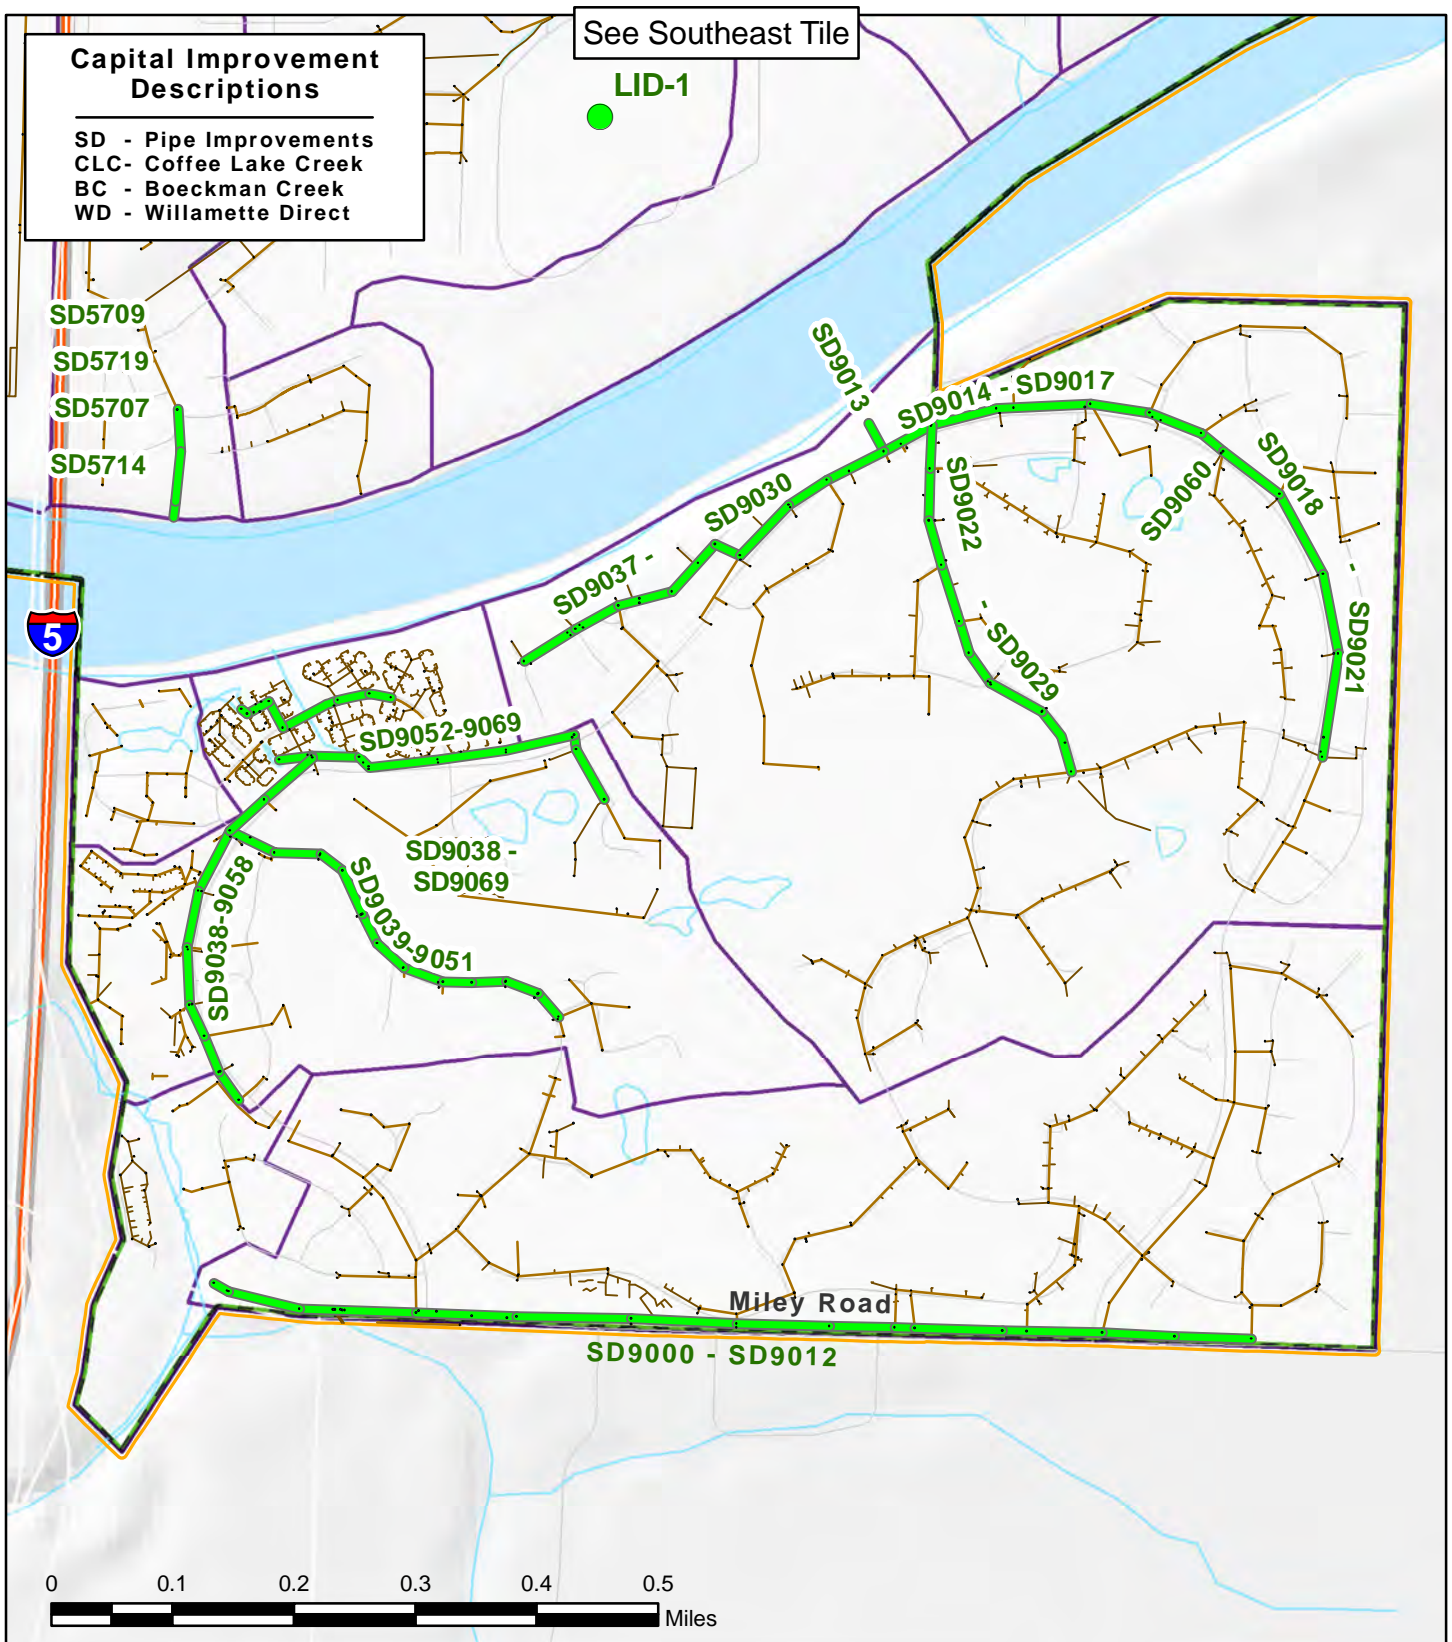 See Southeast Tile
Capital Improvement
Descriptions
SD - Pipe Improvements
CLC- Coffee Lake Creek
BC - Boeckman Creek
WD - Willamette Direct
LID-1
SD5709
SD5719
SD5707
SD5714
5
SD9013
SD9014 - SD9017
SD9018 -
SD9021
SD9060
SD9022
- SD9029
SD9037 -
SD9030
SD9052-9069
SD9038 -
SD9069
SD9039-9051
SD9038-9058
Miley Road
SD9000 - SD9012
0 0.1 0.2 0.3 0.4 0.5
Miles